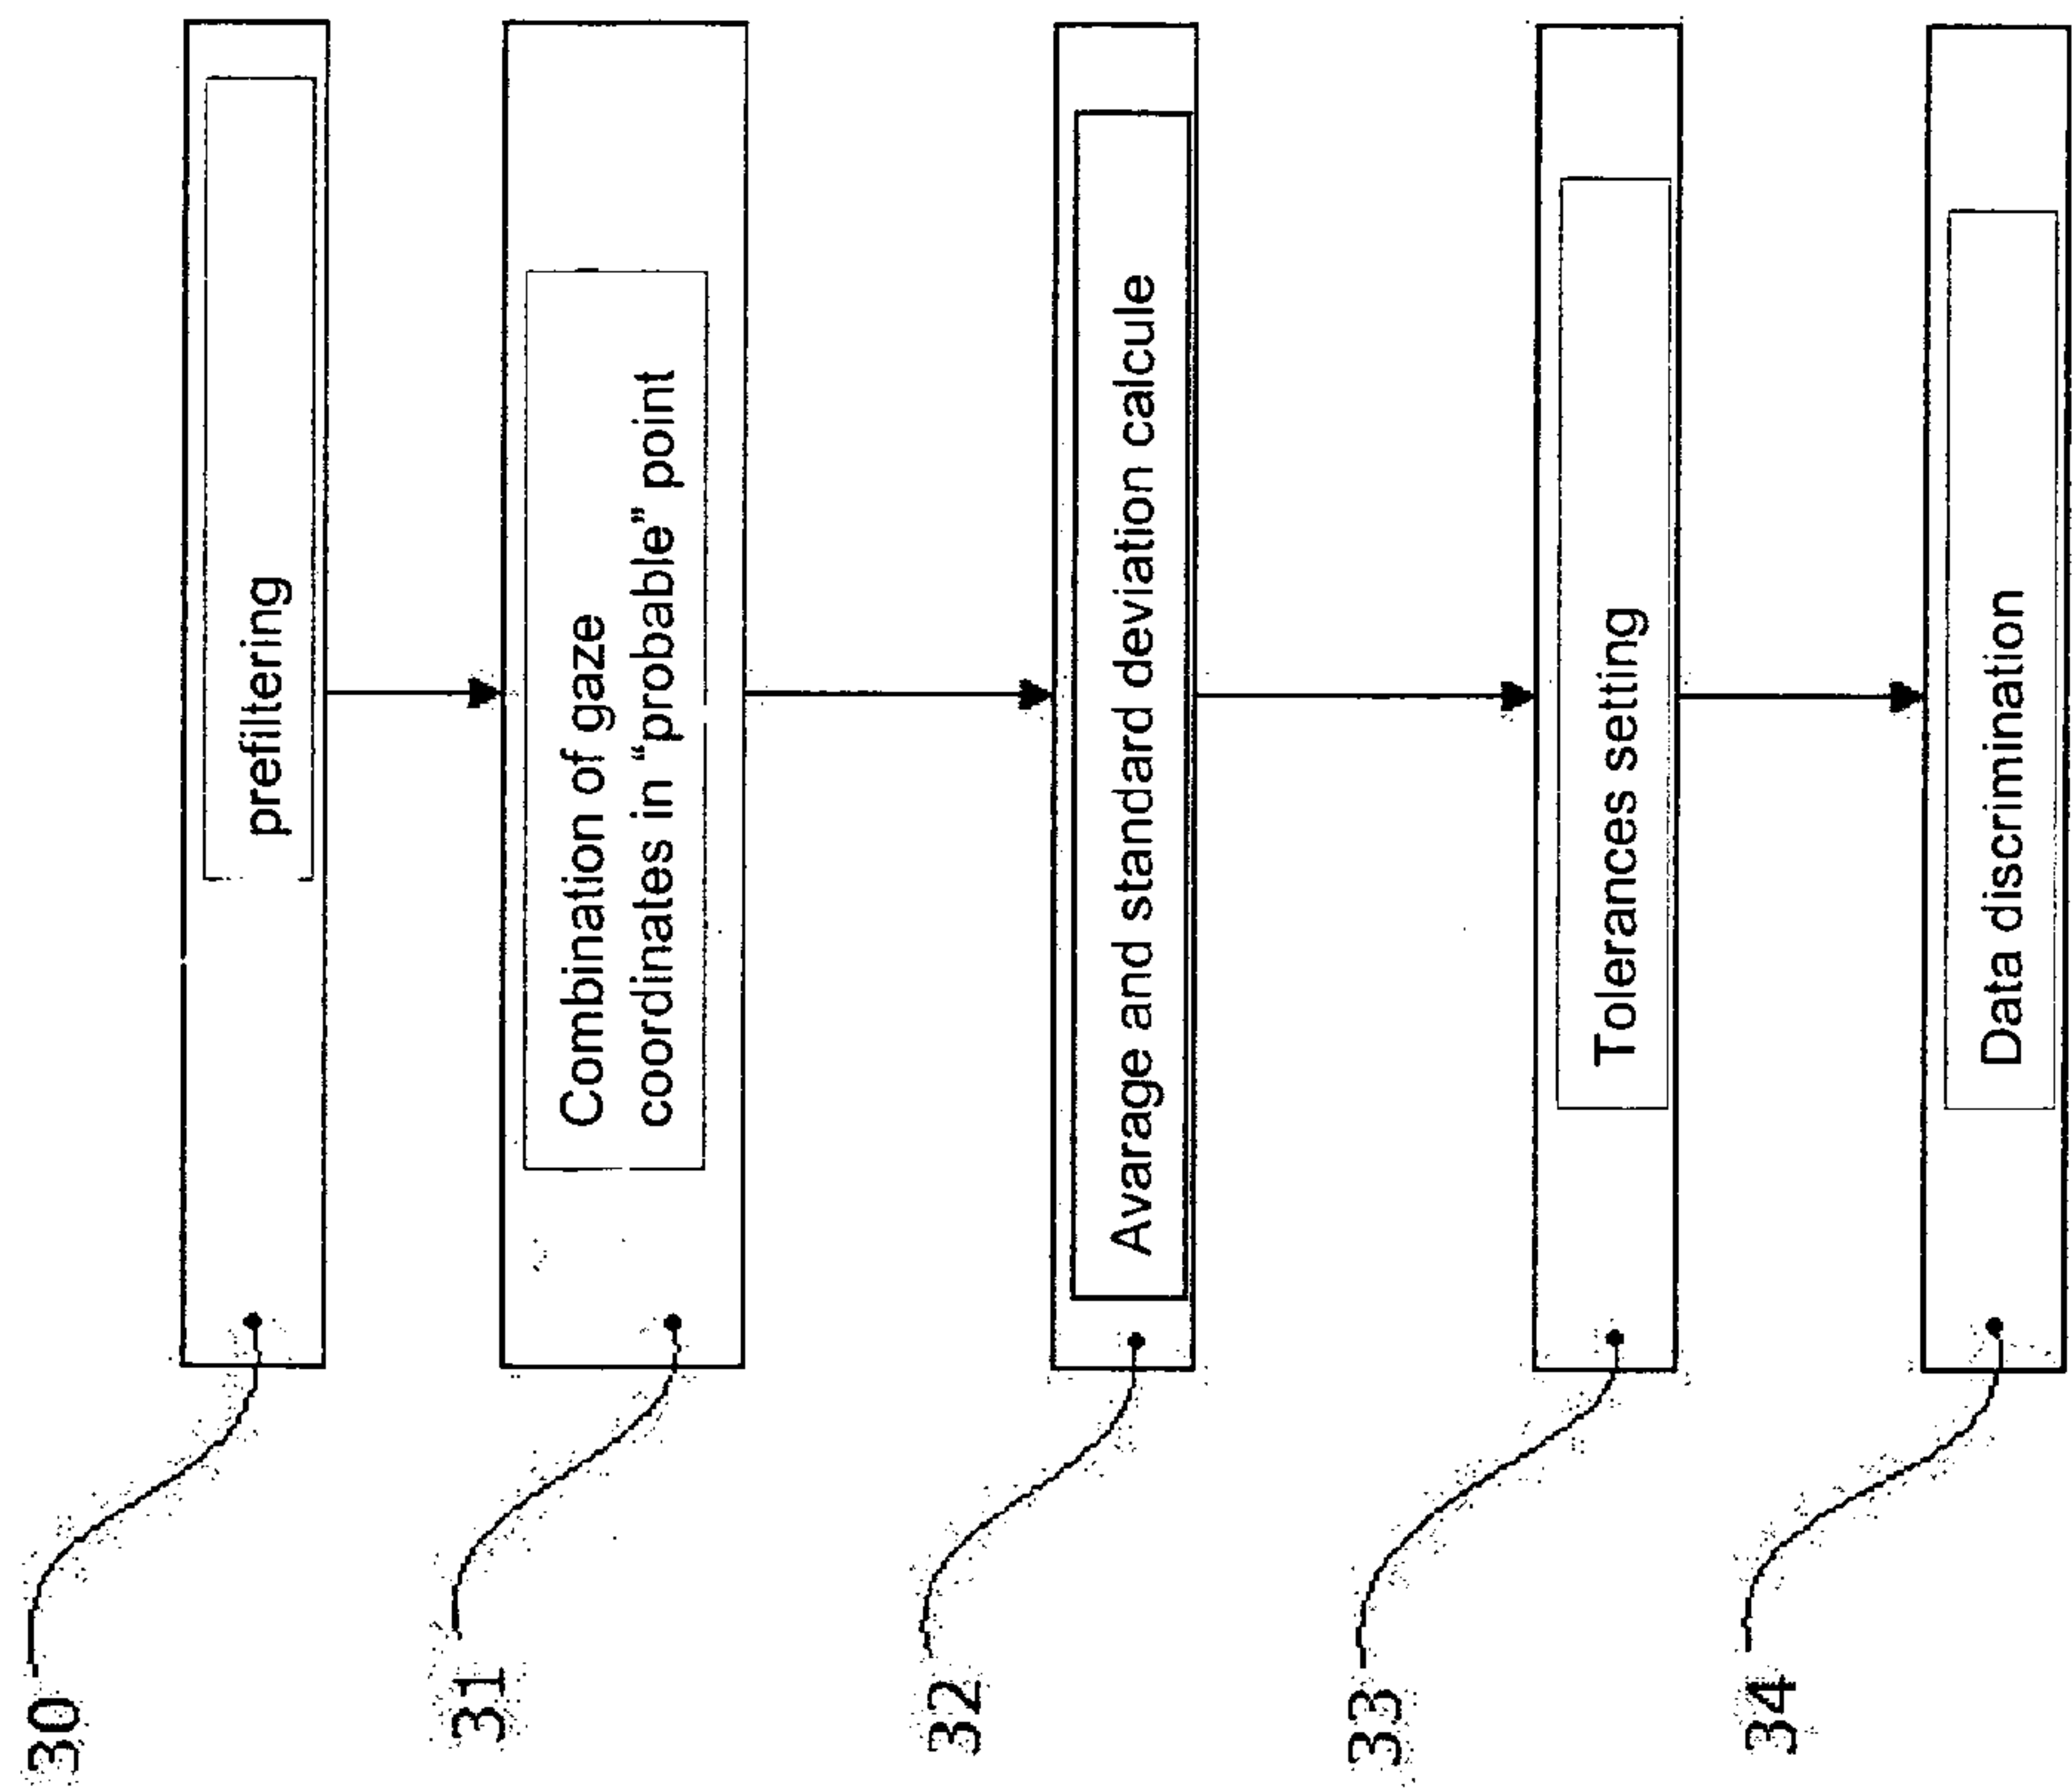 30
prefiltering
31
Combination of gaze
coordinates in “probable” point
32
Avarage and standard deviation calcule
33
Tolerances setting
34
Data discrimination